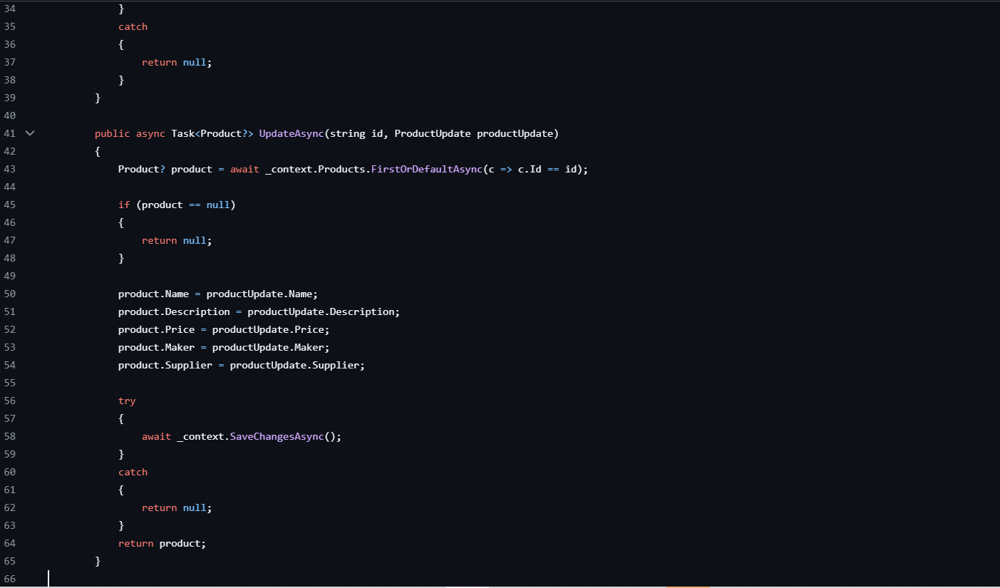 34                }
35                catch
36                {
37                    return null;
38                }
39            }
40
41            public async Task<Product?> UpdateAsync(string id, ProductUpdate productUpdate)
42            {
43                Product? product = await _context.Products.FirstOrDefaultAsync(c => c.Id == id);
44
45                if (product == null)
46                {
47                    return null;
48                }
49
50                product.Name = productUpdate.Name;
51                product.Description = productUpdate.Description;
52                product.Price = productUpdate.Price;
53                product.Maker = productUpdate.Maker;
54                product.Supplier = productUpdate.Supplier;
55
56                try
57                {
58                    await _context.SaveChangesAsync();
59                }
60                catch
61                {
62                    return null;
63                }
64                return product;
65            }
66